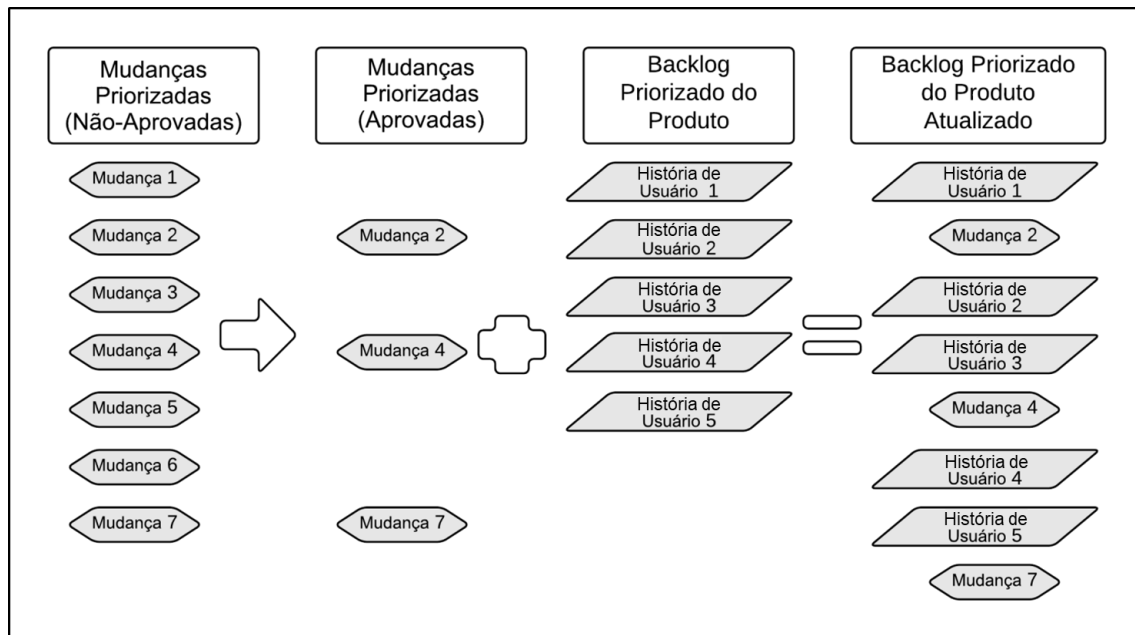 Mudanças
Priorizadas
(Não-Aprovadas)
Mudança 1
Mudança 2
Mudança 3
Mudança 4
Mudança 5
Mudança 6
Mudança 7
Mudanças
Priorizadas
(Aprovadas)
Mudança 2
Mudança 4
Mudança 7
Backlog
Priorizado do
Produto
História de
Usuário 1
História de
Usuário 2
História de
Usuário 3
História de
Usuário 4
História de
Usuário 5
Backlog Priorizado
do Produto
Atualizado
História de
Usuário 1
Mudança 2
História de
Usuário 2
História de
Usuário 3
Mudança 4
História de
Usuário 4
História de
Usuário 5
Mudança 7